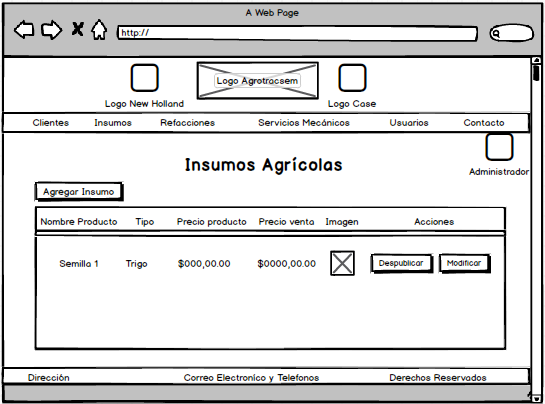 A Web Page
http://
Logo Agrotracsem
Logo New Holland
Logo Case
Clientes Insumos Refacciones Servicios Mecánicos Usuarios Contacto
Administrador
Insumos Agrícolas
Agregar Insumo
Nombre Producto Tipo Precio producto Precio venta Imagen Acciones
Semilla 1 Trigo $000,00.00 $0000,00.00 Despublicar Modificar
Dirección Correo Electroníco y Telefonos Derechos Reservados